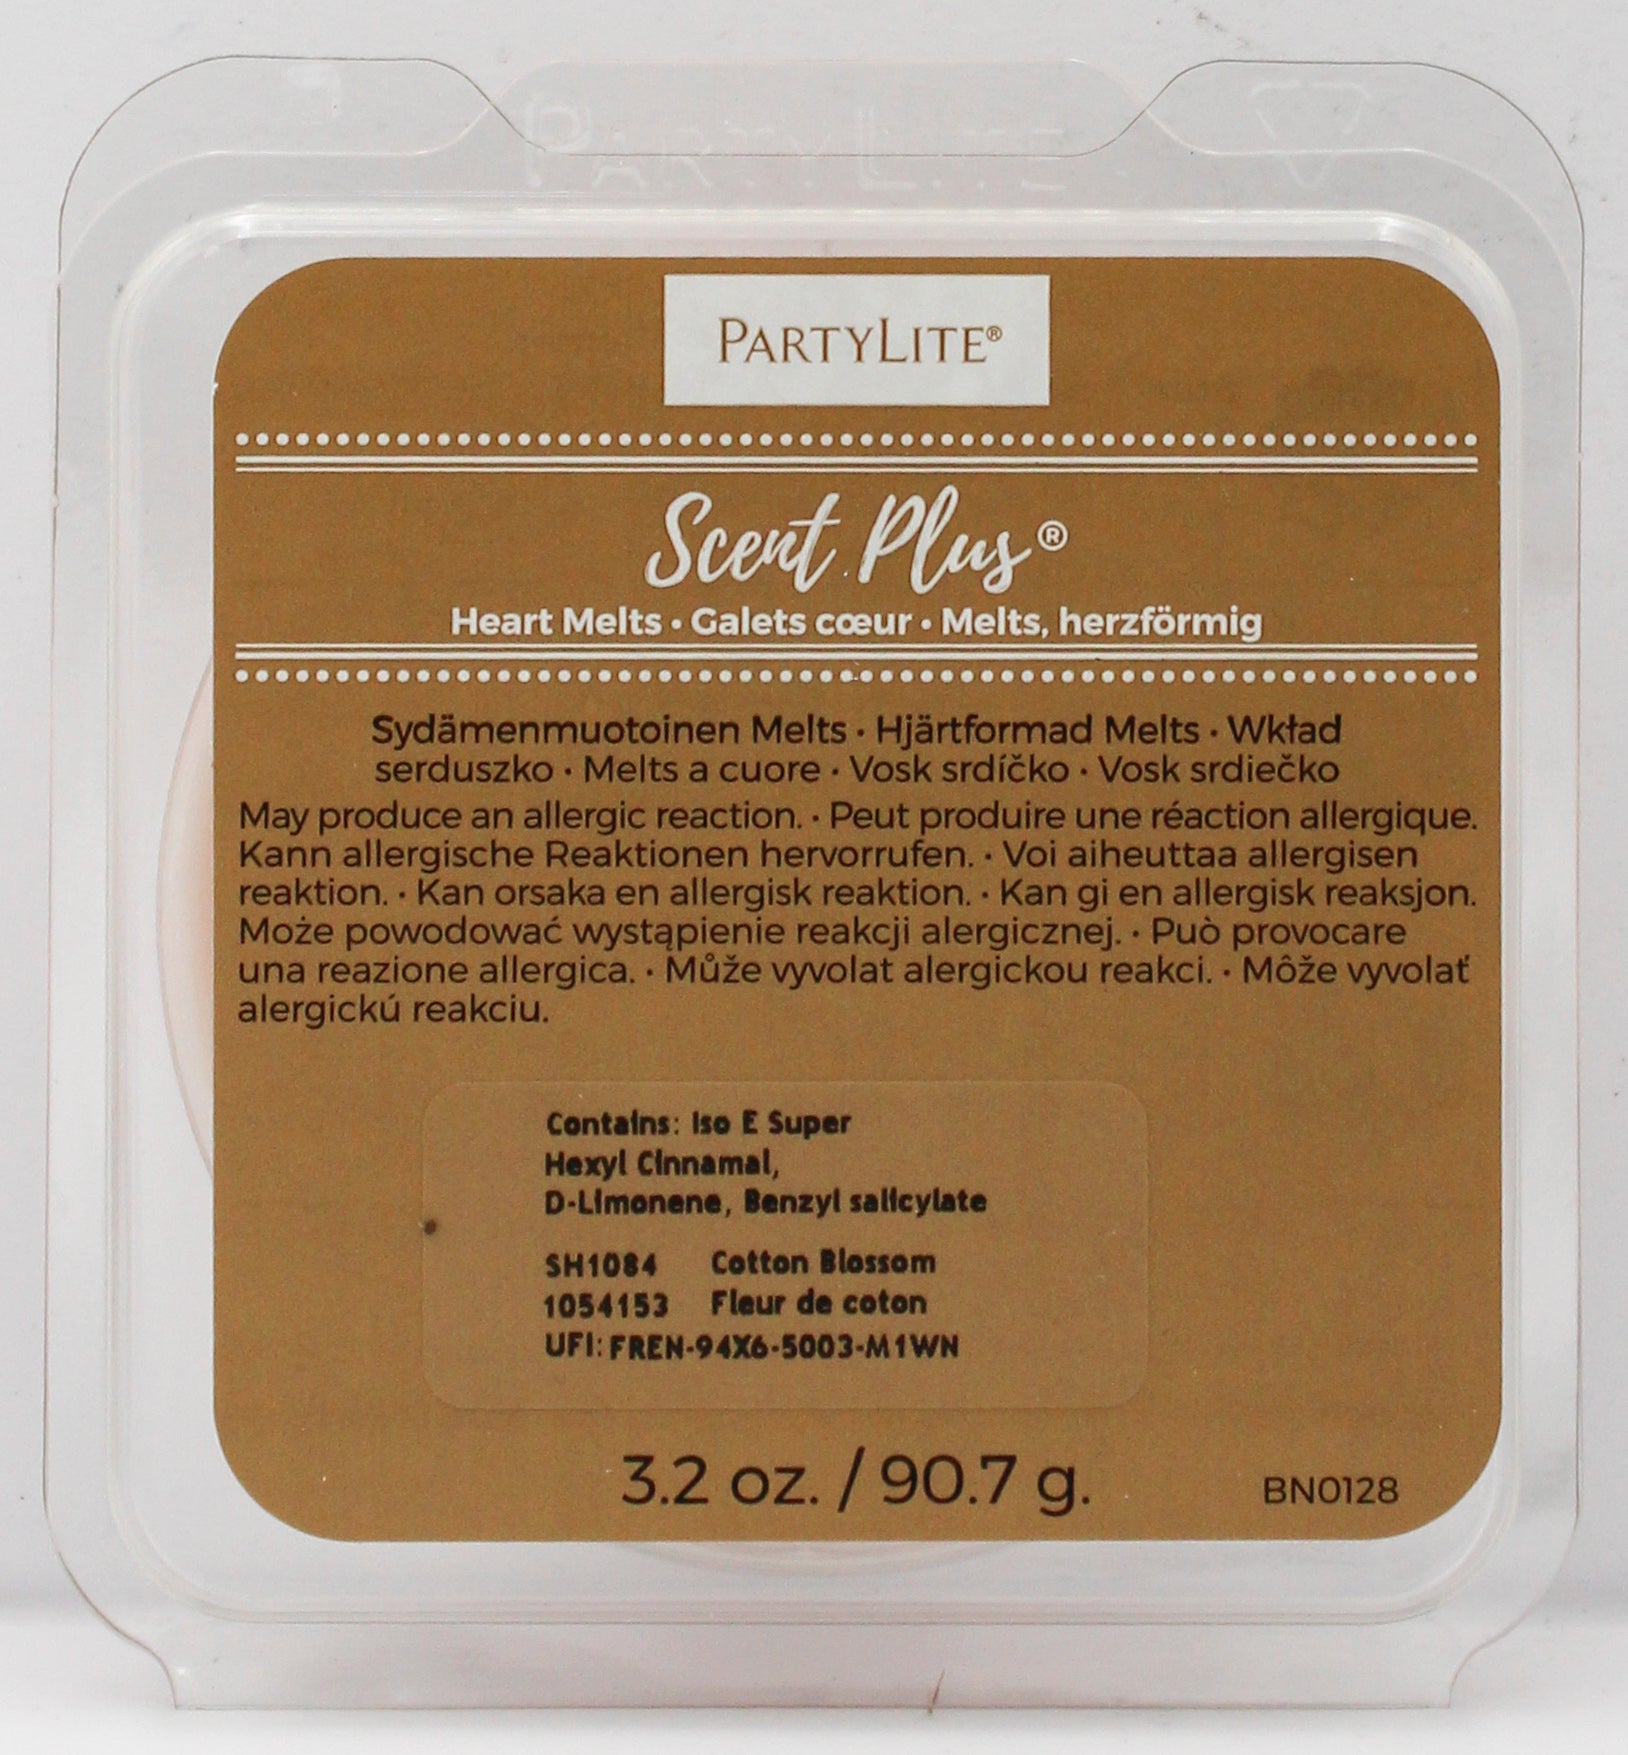 PARTYLITE
PARTYLITE®
Scent Plus®
Heart Melts • Galets cœur • Melts, herzförmig
Sydämenmuotoinen Melts • Hjärtformad Melts • Wkład
serduszko • Melts a cuore • Vosk srdíčko • Vosk srdiečko
May produce an allergic reaction. • Peut produire une réaction allergique.
Kann allergische Reaktionen hervorrufen. • Voi aiheuttaa allergisen
reaktion. • Kan orsaka en allergisk reaktion. • Kan gi en allergisk reaksjon.
Może powodować wystąpienie reakcji alergicznej. • Può provocare
una reazione allergica. • Může vyvolat alergickou reakci. • Môže vyvolať
alergickú reakciu.
Contains: Iso E Super
Hexyl Cinnamal,
D-Limonene, Benzyl salicylate
SH1084 Cotton Blossom
1054153 Fleur de coton
UFI: FREN-94X6-5003-M1WN
3.2 oz. / 90.7 g.
BN0128